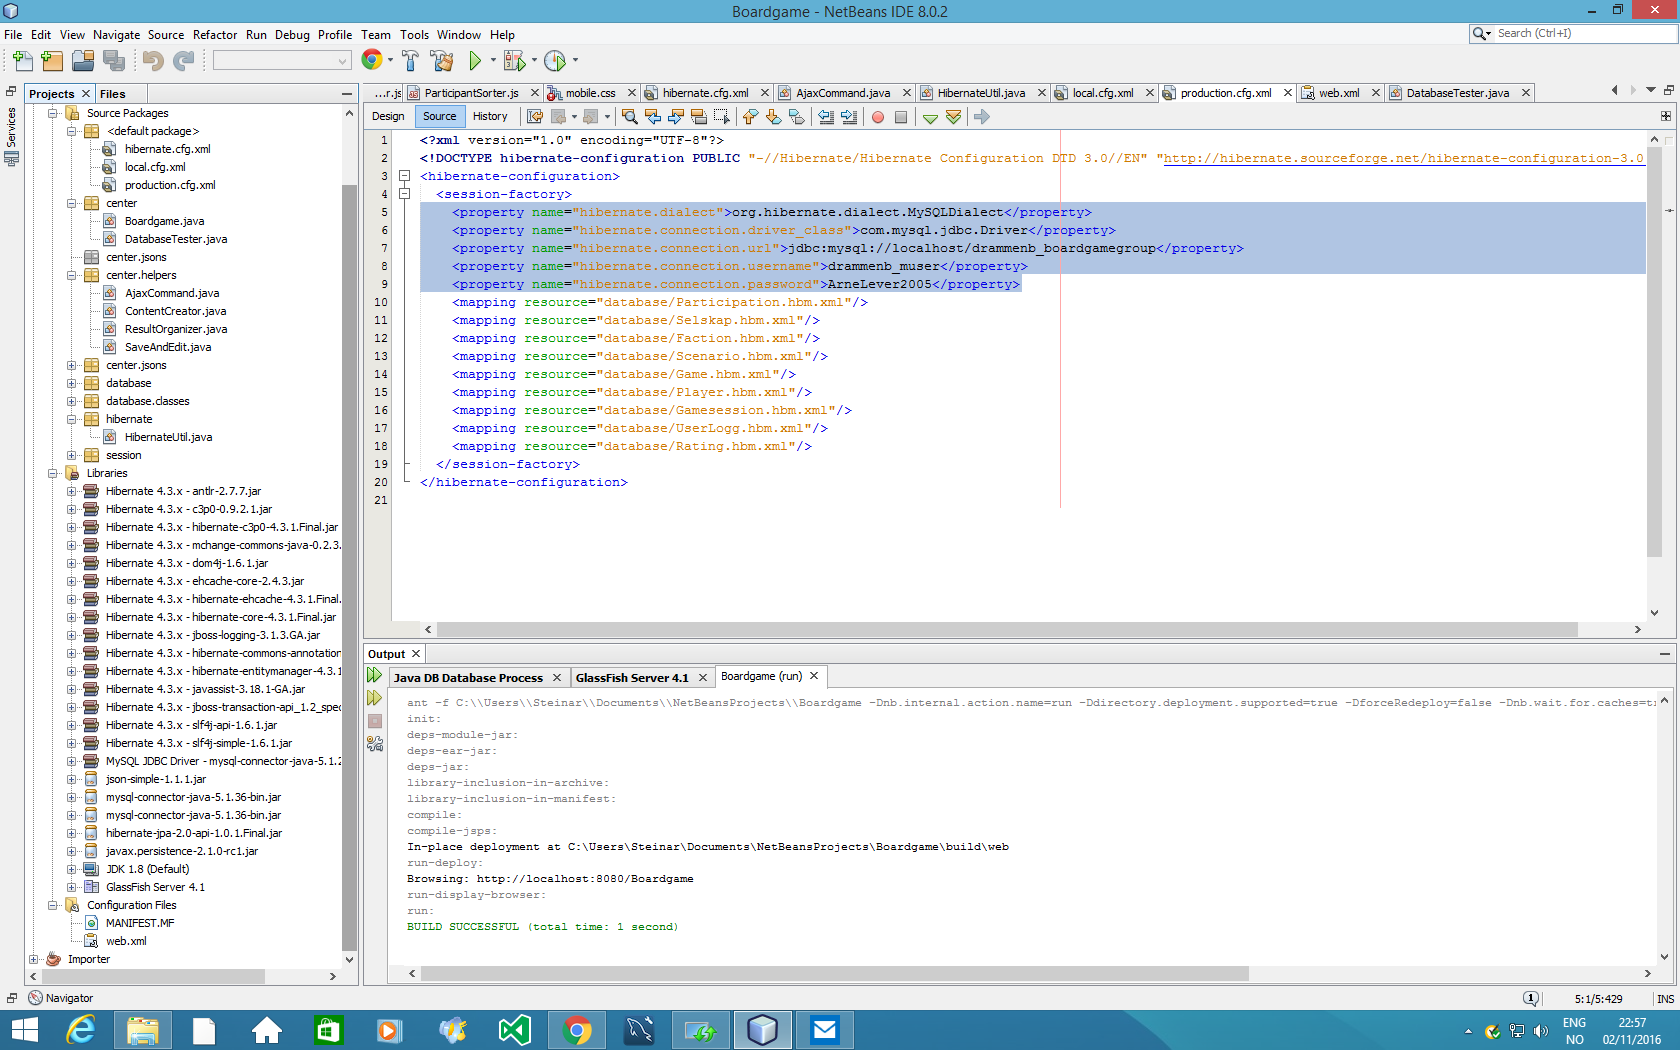 Boardgame - NetBeans IDE 8.0.2
File Edit View Navigate Source Refactor Run Debug Profile Team Tools Window Help
Search (Ctrl+I)
Projects Files
Services
Source Packages
<default package>
hibernate.cfg.xml
local.cfg.xml
production.cfg.xml
center
Boardgame.java
DatabaseTester.java
center.jsons
center.helpers
AjaxCommand.java
ContentCreator.java
ResultOrganizer.java
SaveAndEdit.java
center.jsons
database
database.classes
hibernate
HibernateUtil.java
session
Libraries
Hibernate 4.3.x - antlr-2.7.7.jar
Hibernate 4.3.x - c3p0-0.9.2.1.jar
Hibernate 4.3.x - hibernate-c3p0-4.3.1.Final.jar
Hibernate 4.3.x - mchange-commons-java-0.2.3.
Hibernate 4.3.x - dom4j-1.6.1.jar
Hibernate 4.3.x - ehcache-core-2.4.3.jar
Hibernate 4.3.x - hibernate-ehcache-4.3.1.Final.
Hibernate 4.3.x - hibernate-core-4.3.1.Final.jar
Hibernate 4.3.x - jboss-logging-3.1.3.GA.jar
Hibernate 4.3.x - hibernate-commons-annotation
Hibernate 4.3.x - hibernate-entitymanager-4.3.1
Hibernate 4.3.x - javassist-3.18.1-GA.jar
Hibernate 4.3.x - jboss-transaction-api_1.2_spec
Hibernate 4.3.x - slf4j-api-1.6.1.jar
Hibernate 4.3.x - slf4j-simple-1.6.1.jar
MySQL JDBC Driver - mysql-connector-java-5.1.2
json-simple-1.1.1.jar
mysql-connector-java-5.1.36-bin.jar
mysql-connector-java-5.1.36-bin.jar
hibernate-jpa-2.0-api-1.0.1.Final.jar
javax.persistence-2.1.0-rc1.jar
JDK 1.8 (Default)
GlassFish Server 4.1
Configuration Files
MANIFEST.MF
web.xml
Importer
Navigator
...r.js ParticipantSorter.js mobile.css hibernate.cfg.xml AjaxCommand.java HibernateUtil.java local.cfg.xml production.cfg.xml web.xml DatabaseTester.java
Design Source History
1 <?xml version="1.0" encoding="UTF-8"?>
2 <!DOCTYPE hibernate-configuration PUBLIC "-//Hibernate/Hibernate Configuration DTD 3.0//EN" "http://hibernate.sourceforge.net/hibernate-configuration-3.0
3 <hibernate-configuration>
4 <session-factory>
5 <property name="hibernate.dialect">org.hibernate.dialect.MySQLDialect</property>
6 <property name="hibernate.connection.driver_class">com.mysql.jdbc.Driver</property>
7 <property name="hibernate.connection.url">jdbc:mysql://localhost/drammenb_boardgamegroup</property>
8 <property name="hibernate.connection.username">drammenb_muser</property>
9 <property name="hibernate.connection.password">ArneLever2005</property>
10 <mapping resource="database/Participation.hbm.xml"/>
11 <mapping resource="database/Selskap.hbm.xml"/>
12 <mapping resource="database/Faction.hbm.xml"/>
13 <mapping resource="database/Scenario.hbm.xml"/>
14 <mapping resource="database/Game.hbm.xml"/>
15 <mapping resource="database/Player.hbm.xml"/>
16 <mapping resource="database/Gamesession.hbm.xml"/>
17 <mapping resource="database/UserLogg.hbm.xml"/>
18 <mapping resource="database/Rating.hbm.xml"/>
19 </session-factory>
20 </hibernate-configuration>
21
Output
Java DB Database Process GlassFish Server 4.1 Boardgame (run)
ant -f C:\\Users\\Steinar\\Documents\\NetBeansProjects\\Boardgame -Dnb.internal.action.name=run -Ddirectory.deployment.supported=true -DforceRedeploy=false -Dnb.wait.for.caches=tr
init:
deps-module-jar:
deps-ear-jar:
deps-jar:
library-inclusion-in-archive:
library-inclusion-in-manifest:
compile:
compile-jsps:
In-place deployment at C:\Users\Steinar\Documents\NetBeansProjects\Boardgame\build\web
run-deploy:
Browsing: http://localhost:8080/Boardgame
run-display-browser:
run:
BUILD SUCCESSFUL (total time: 1 second)
1 5:1/5:429 INS
ENG 22:57
NO 02/11/2016